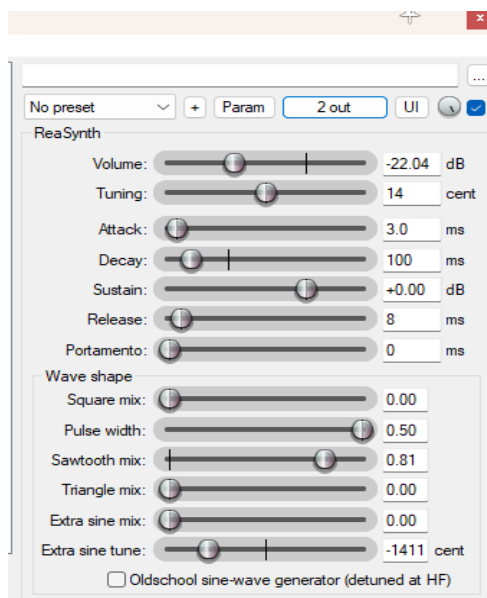 x
...
No preset + Param 2 out UI
ReaSynth
Volume: -22.04 dB
Tuning: 14 cent
Attack: 3.0 ms
Decay: 100 ms
Sustain: +0.00 dB
Release: 8 ms
Portamento: 0 ms
Wave shape
Square mix: 0.00
Pulse width: 0.50
Sawtooth mix: 0.81
Triangle mix: 0.00
Extra sine mix: 0.00
Extra sine tune: -1411 cent
Oldschool sine-wave generator (detuned at HF)